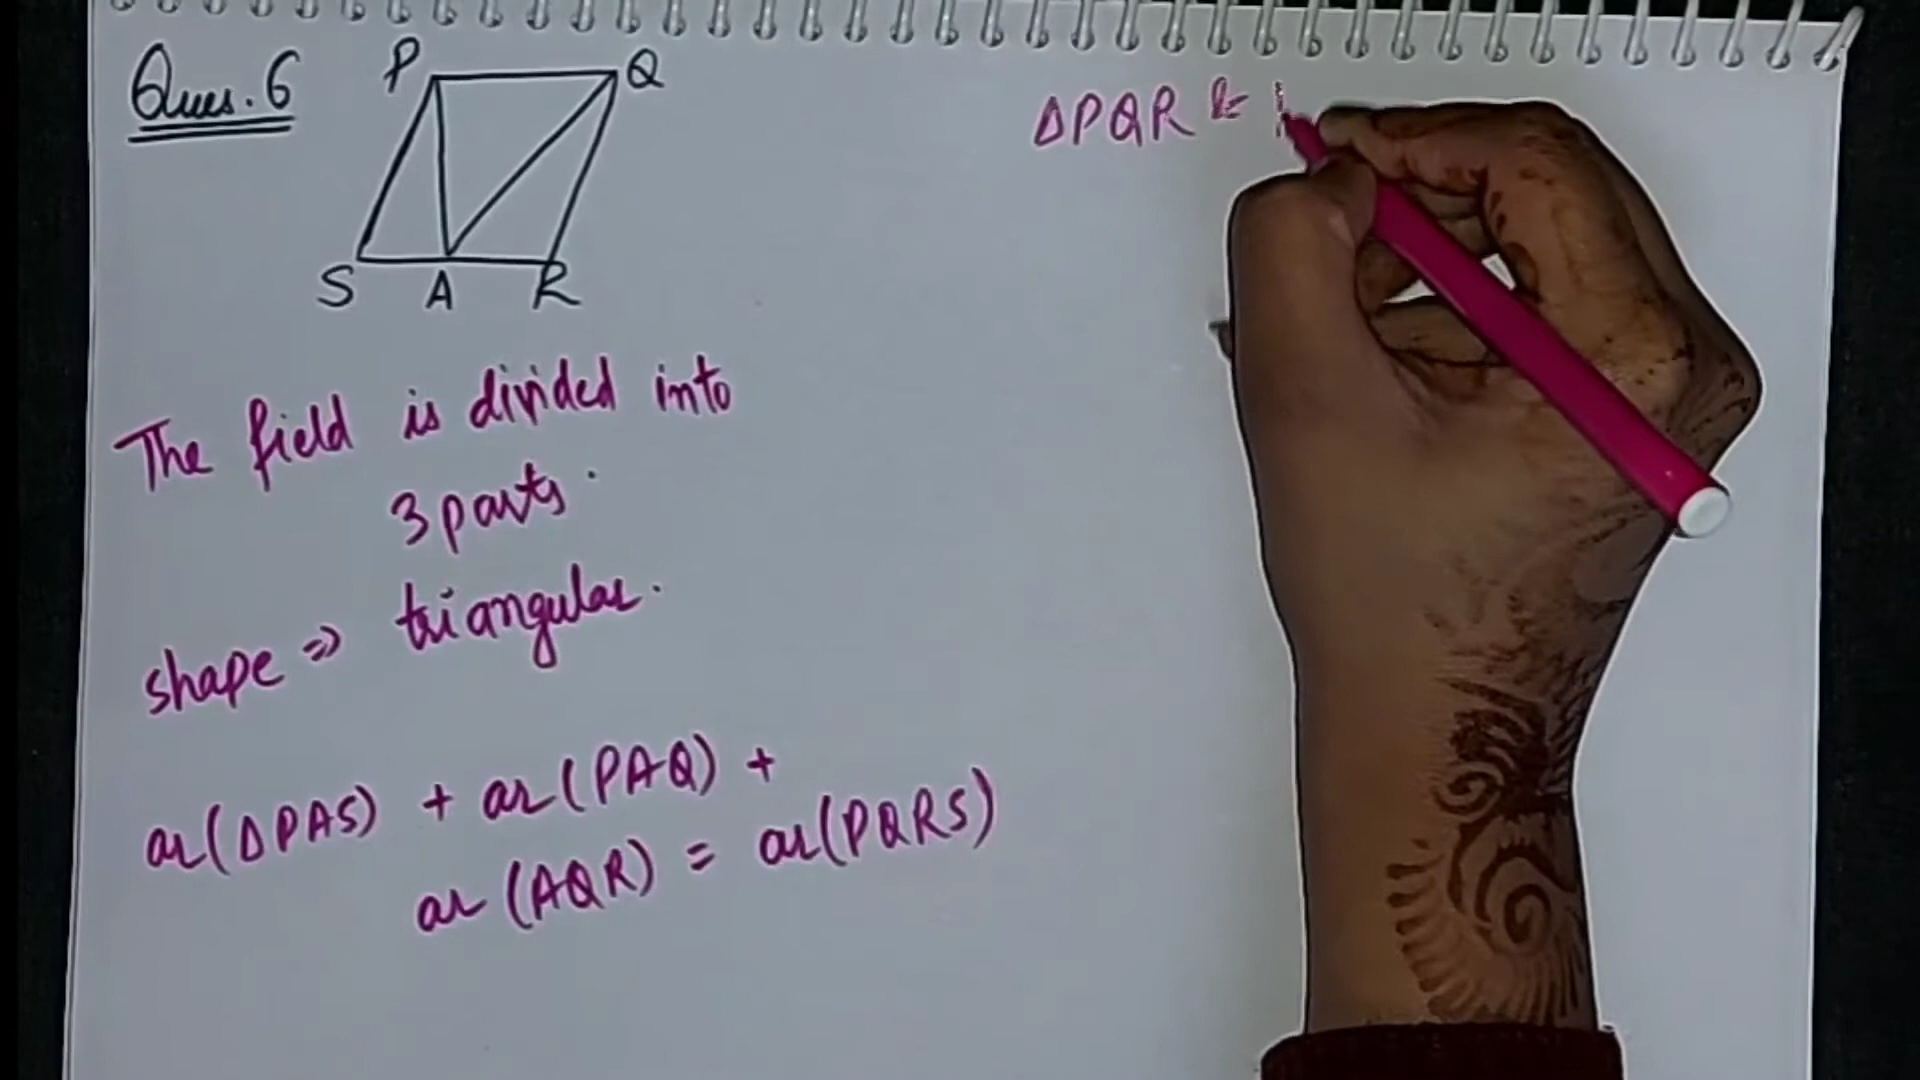 Ques. 6
P Q
S A R
The field is divided into
3 parts.
shape ⇒ triangular.
ar(ΔPAS) + ar(PAQ) +
ar(AQR) = ar(PQRS)
ΔPQR &